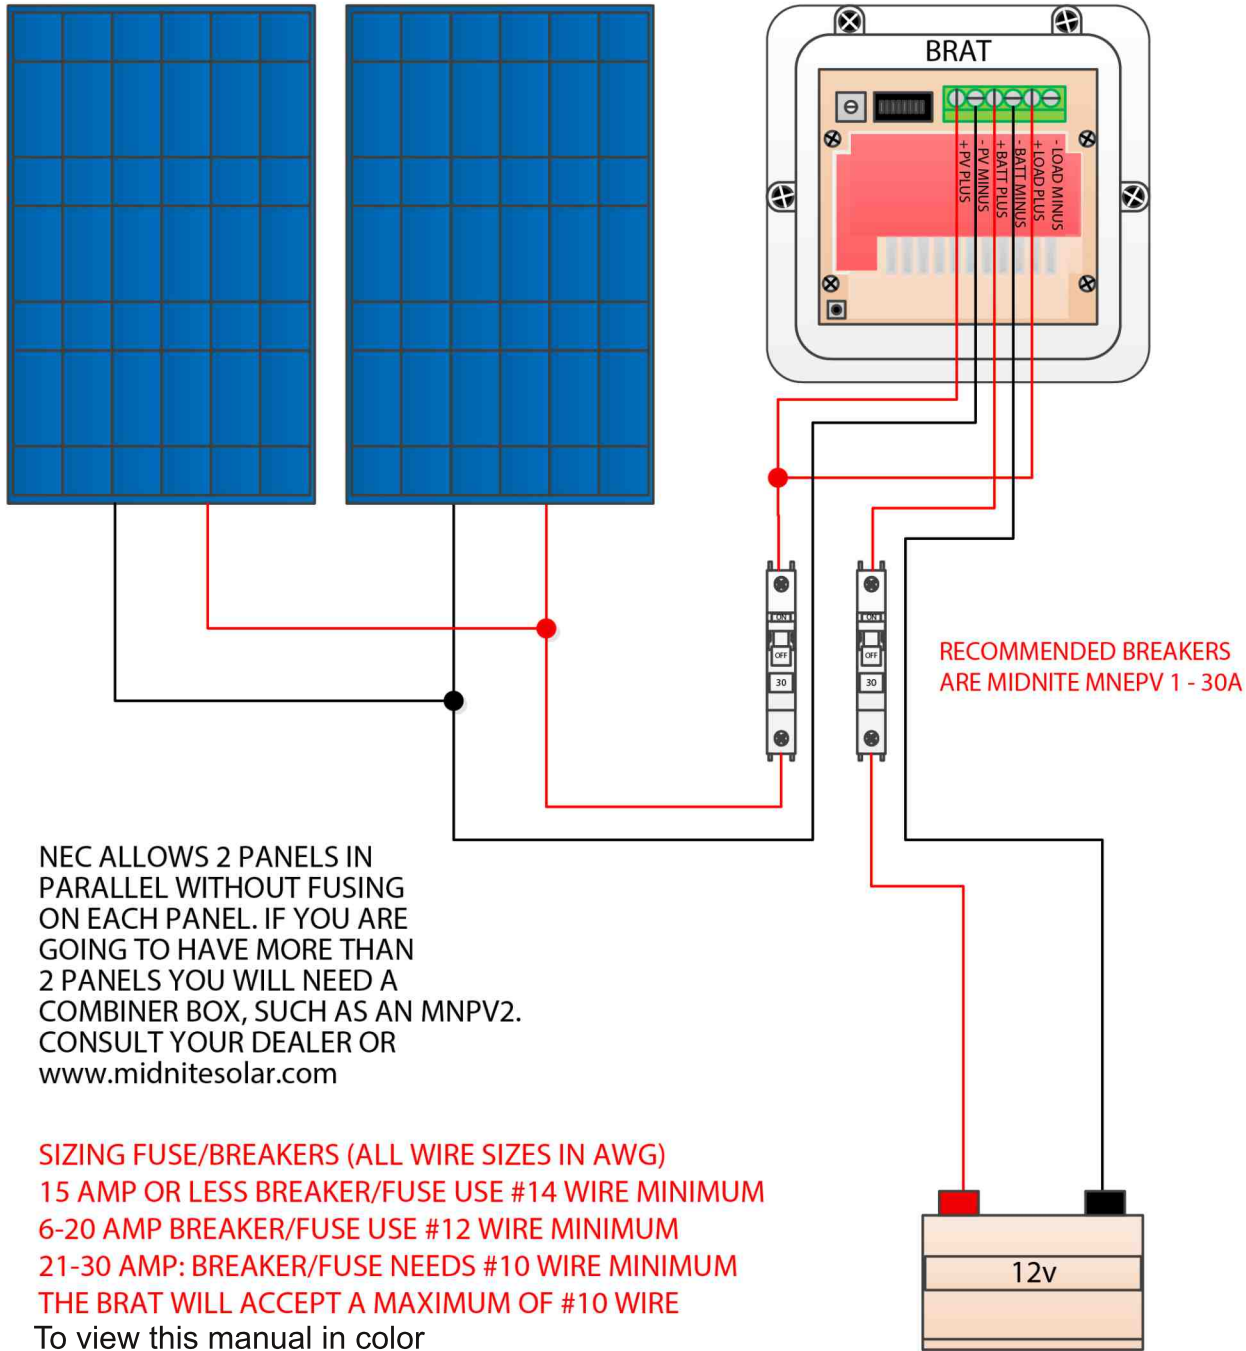 BRAT
+ PV PLUS
- PV MINUS
+ BATT PLUS
- BATT MINUS
+ LOAD PLUS
- LOAD MINUS
ON
OFF
30
ON
OFF
30
RECOMMENDED BREAKERS
ARE MIDNITE MNEPV 1 - 30A
NEC ALLOWS 2 PANELS IN
PARALLEL WITHOUT FUSING
ON EACH PANEL. IF YOU ARE
GOING TO HAVE MORE THAN
2 PANELS YOU WILL NEED A
COMBINER BOX, SUCH AS AN MNPV2.
CONSULT YOUR DEALER OR
www.midnitesolar.com
SIZING FUSE/BREAKERS (ALL WIRE SIZES IN AWG)
15 AMP OR LESS BREAKER/FUSE USE #14 WIRE MINIMUM
6-20 AMP BREAKER/FUSE USE #12 WIRE MINIMUM
21-30 AMP: BREAKER/FUSE NEEDS #10 WIRE MINIMUM
THE BRAT WILL ACCEPT A MAXIMUM OF #10 WIRE
To view this manual in color
12v